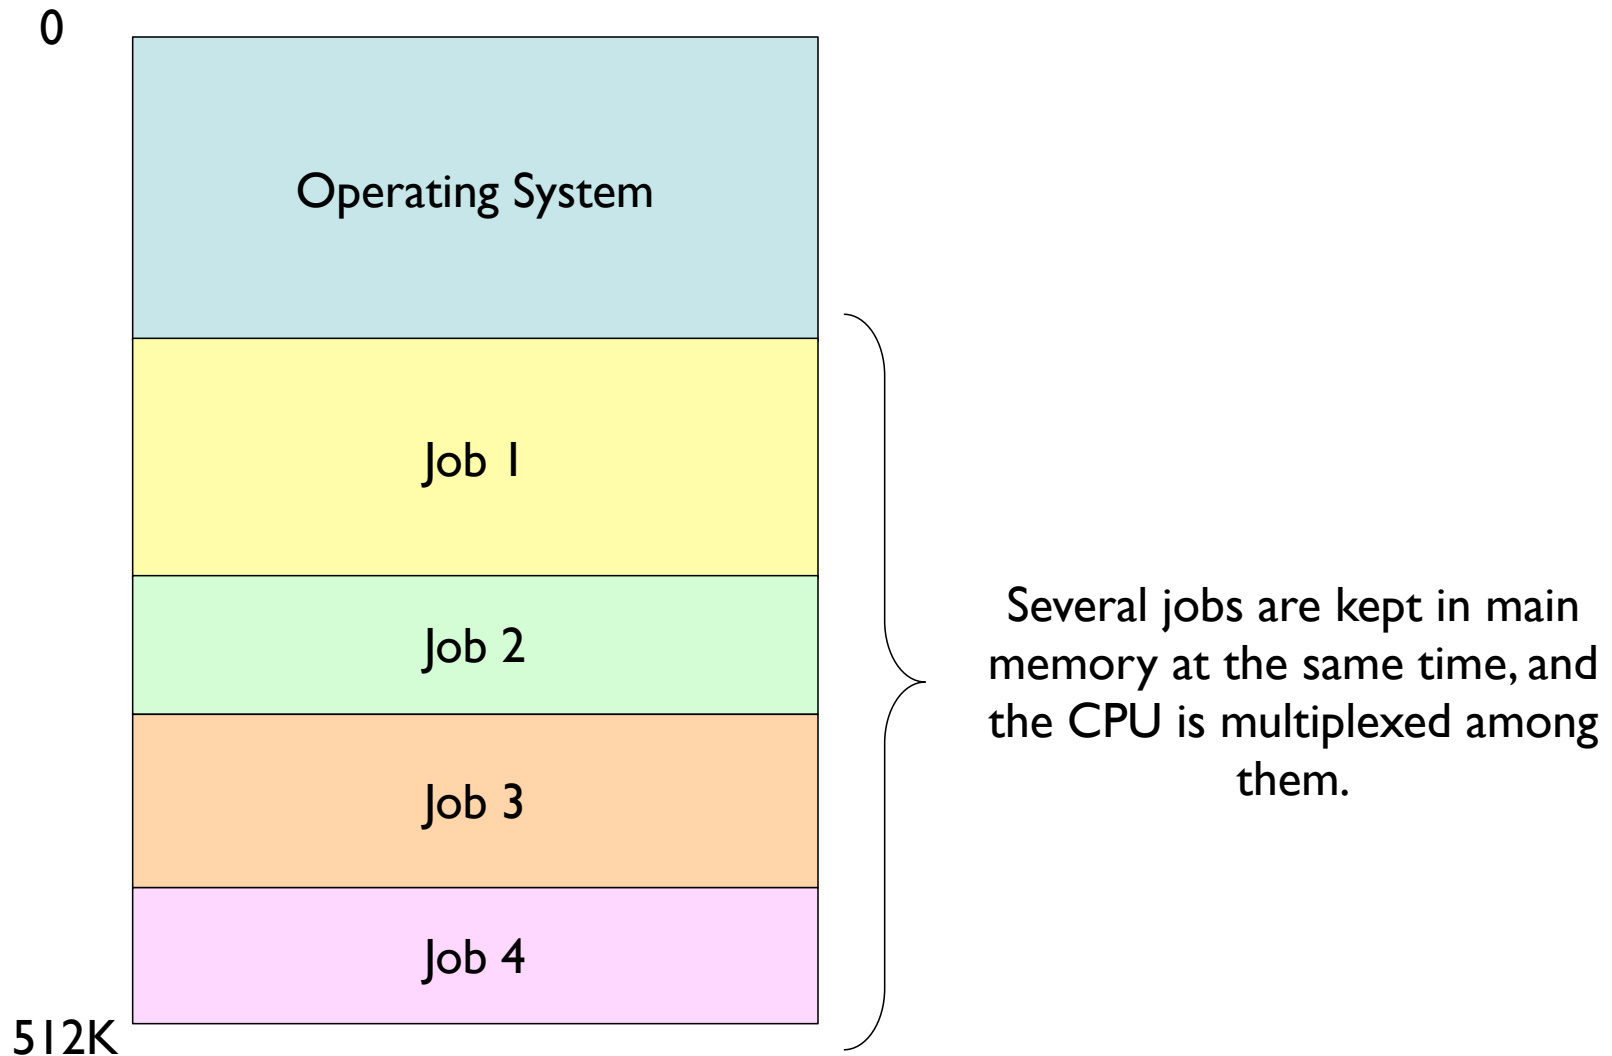 0
Operating System
Job 1
Job 2
Job 3
Job 4
512K
Several jobs are kept in main
memory at the same time, and
the CPU is multiplexed among
them.